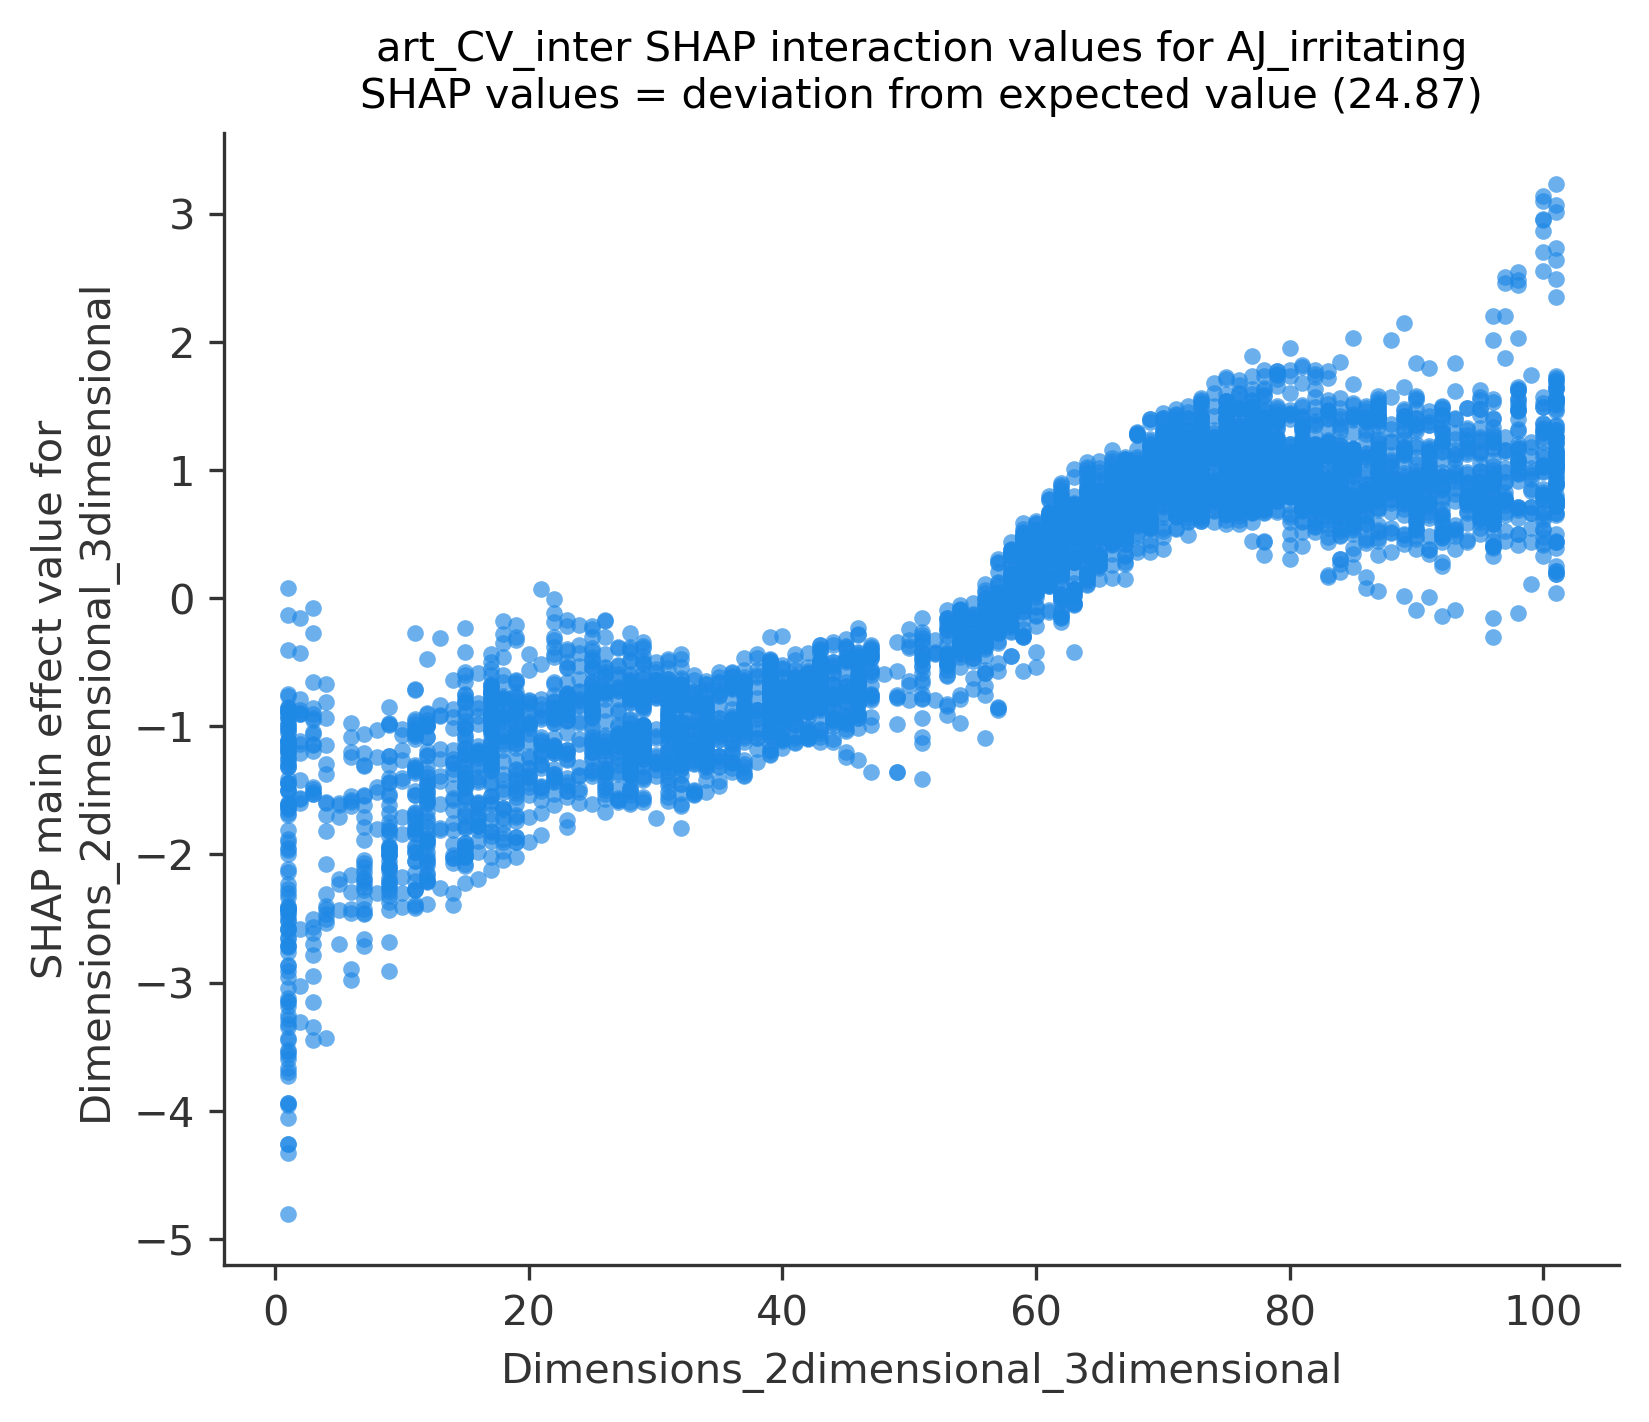 art_CV_inter SHAP interaction values for AJ_irritating
SHAP values = deviation from expected value (24.87)
SHAP main effect value for
Dimensions_2dimensional_3dimensional
3
2
1
0
−1
−2
−3
−4
−5
0 20 40 60 80 100
Dimensions_2dimensional_3dimensional